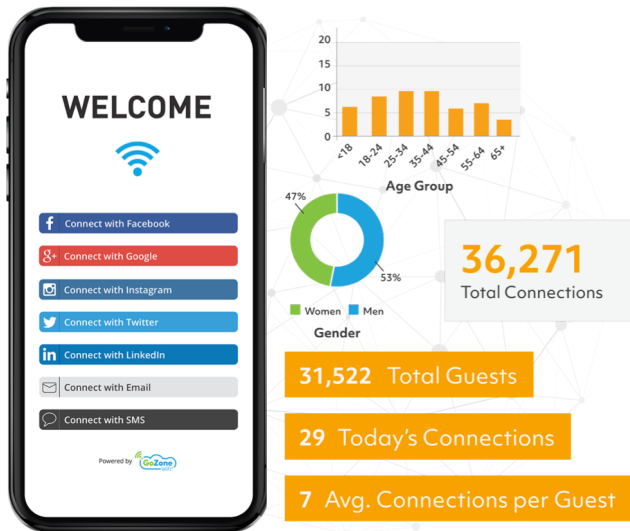 WELCOME
Connect with Facebook
Connect with Google
Connect with Instagram
Connect with Twitter
Connect with LinkedIn
Connect with Email
Connect with SMS
Powered by GoZone WiFi
20
15
10
5
0
<18 18-24 25-34 35-44 45-54 55-64 65+
Age Group
47%
53%
Women Men
Gender
36,271
Total Connections
31,522 Total Guests
29 Today's Connections
7 Avg. Connections per Guest